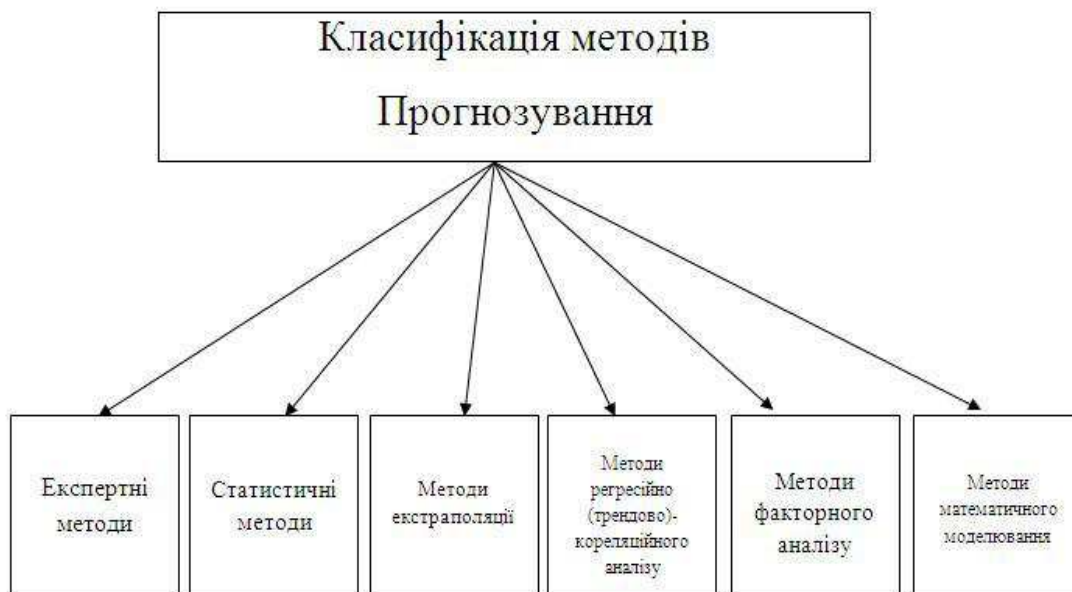 Класифікація методів
Прогнозування
Експертні
методи
Статистичні
методи
Методи
екстраполяції
Методи
регресійно
(трендово)-
кореляційного
аналізу
Методи
факторного
аналізу
Методи
математичного
моделювання